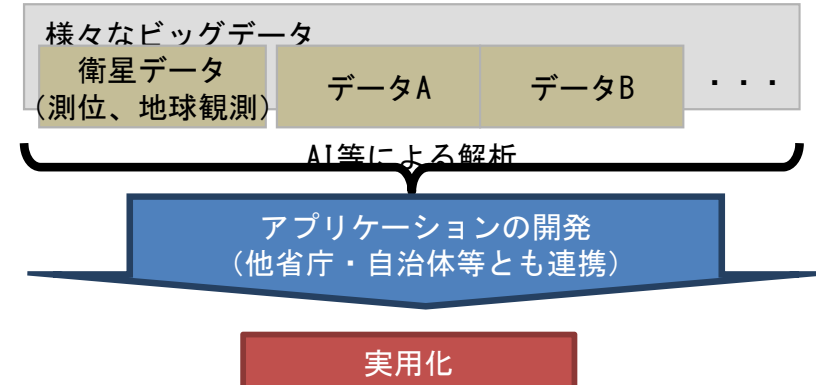 様々なビッグデータ
衛星データ
(測位、地球観測)
データA
データB
・・・
AI等による解析
アプリケーションの開発
(他省庁・自治体等とも連携)
実用化